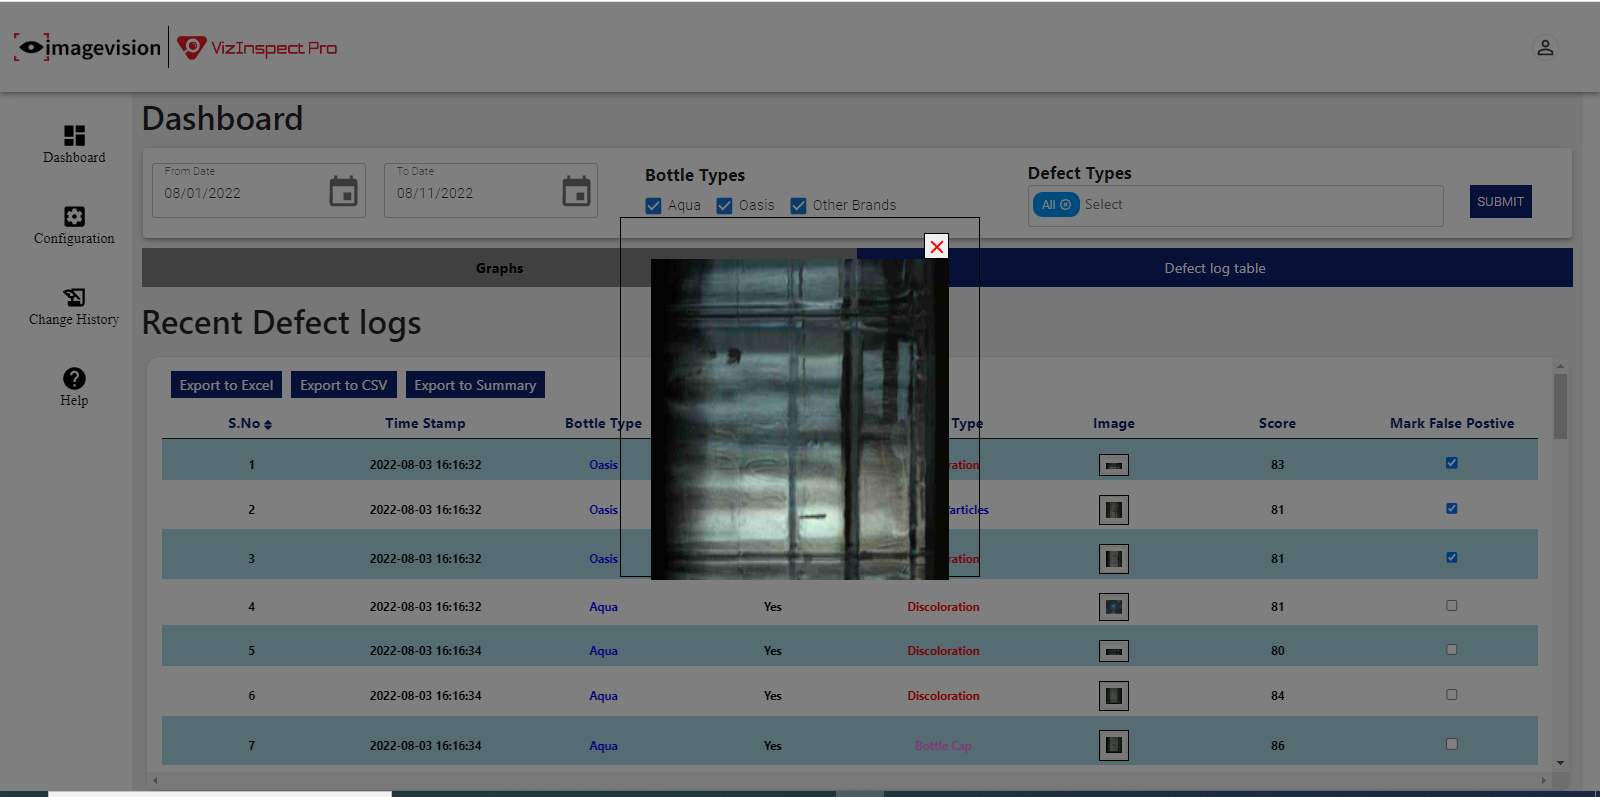 imagevision VizInspect Pro
Dashboard
Configuration
Change History
Help
Dashboard
From Date
08/01/2022
To Date
08/11/2022
Bottle Types
Aqua Oasis Other Brands
Defect Types
All Select
SUBMIT
Graphs Defect log table
Recent Defect logs
Export to Excel Export to CSV Export to Summary
S.No Time Stamp Bottle Type Type Image Score Mark False Postive
1 2022-08-03 16:16:32 Oasis ration 83
2 2022-08-03 16:16:32 Oasis articles 81
3 2022-08-03 16:16:32 Oasis ration 81
4 2022-08-03 16:16:32 Aqua Yes Discoloration 81
5 2022-08-03 16:16:34 Aqua Yes Discoloration 80
6 2022-08-03 16:16:34 Aqua Yes Discoloration 84
7 2022-08-03 16:16:34 Aqua Yes Bottle Cap 86